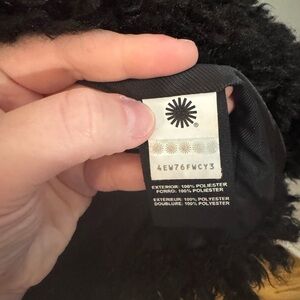 ®
4EW76FWCY3
EXTERIOR: 100% POLIESTER
FORRO: 100% POLIESTER
EXTERIEUR: 100% POLYESTER
DOUBLURE: 100% POLYESTER